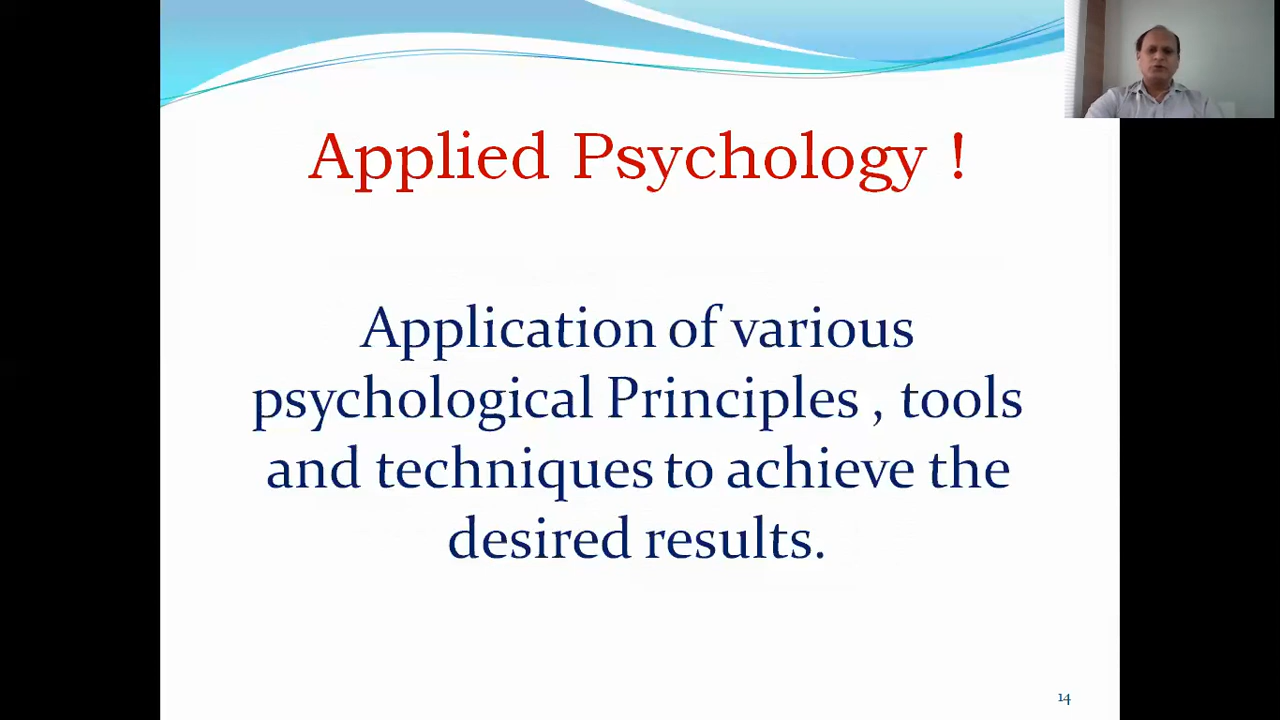 Applied Psychology !
Application of various
psychological Principles , tools
and techniques to achieve the
desired results.
14